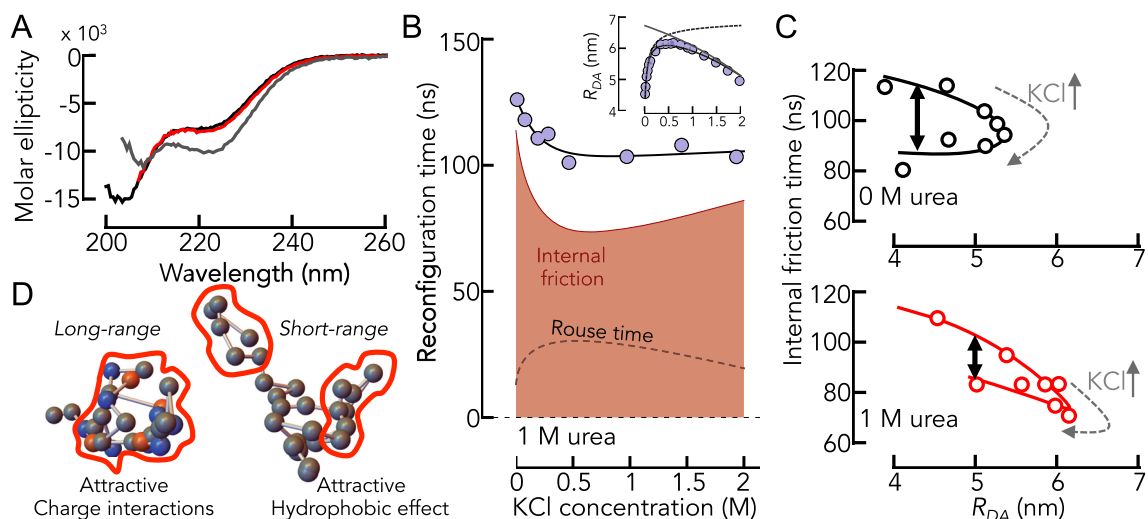 A
× 10³
0
-5
-10
-15
Molar ellipticity
200
220
240
260
Wavelength (nm)
B
150
100
50
0
Reconfiguration time (ns)
7
6
5
4
R_DA (nm)
0
0.5
1
1.5
2
Internal
friction
Rouse time
1 M urea
0
0.5
1
1.5
2
KCl concentration (M)
C
120
100
80
60
KCl
0 M urea
4
5
6
7
Internal friction time (ns)
120
100
80
60
KCl
1 M urea
4
5
6
7
R_DA (nm)
D
Long-range
Short-range
Attractive
Charge interactions
Attractive
Hydrophobic effect